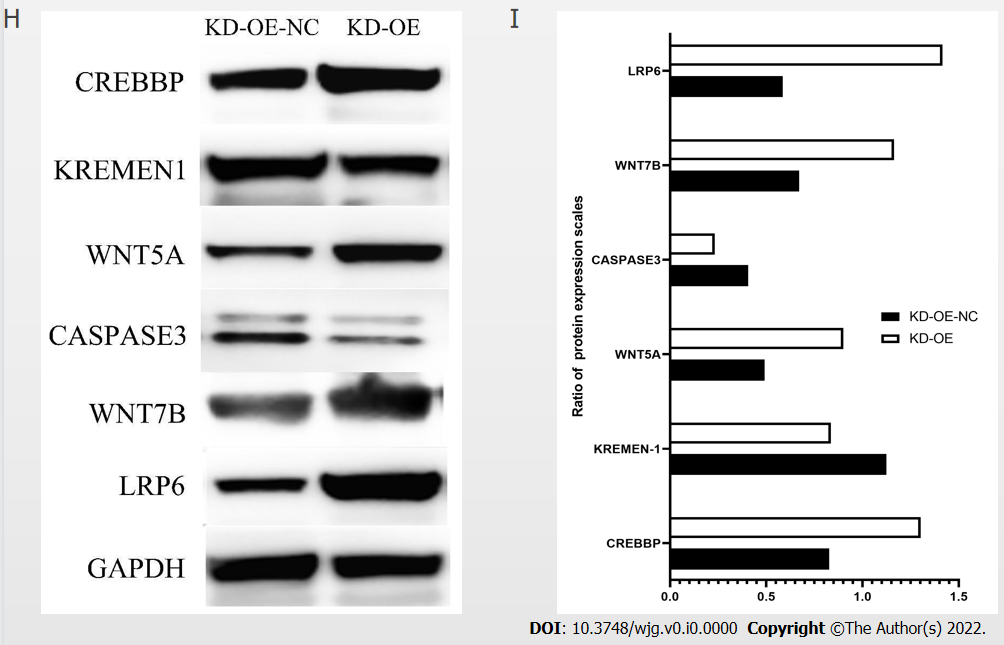 H
KD-OE-NC KD-OE
CREBBP
KREMEN1
WNT5A
CASPASE3
WNT7B
LRP6
GAPDH
I
Ratio of protein expression scales
LRP6
WNT7B
CASPASE3
WNT5A
KREMEN-1
CREBBP
0.0 0.5 1.0 1.5
KD-OE-NC
KD-OE
DOI: 10.3748/wjg.v0.i0.0000 Copyright ©The Author(s) 2022.